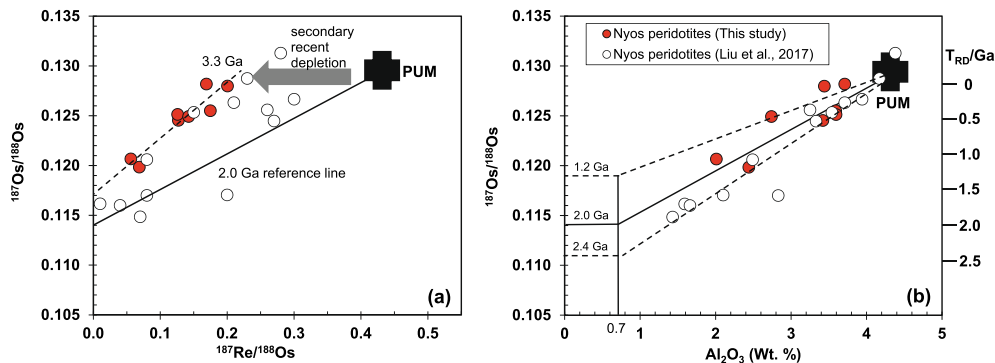 0.135
0.130
0.125
0.120
0.115
0.110
0.105
187Os/188Os
3.3 Ga
secondary
recent
depletion
PUM
2.0 Ga reference line
(a)
0.0
0.1
0.2
0.3
0.4
0.5
187Re/188Os
0.135
0.130
0.125
0.120
0.115
0.110
0.105
187Os/188Os
Nyos peridotites (This study)
Nyos peridotites (Liu et al., 2017)
TRD/Ga
PUM
0
0.5
1.0
1.5
2.0
2.5
1.2 Ga
2.0 Ga
2.4 Ga
(b)
0
0.7
1
2
3
4
5
Al2O3 (Wt. %)